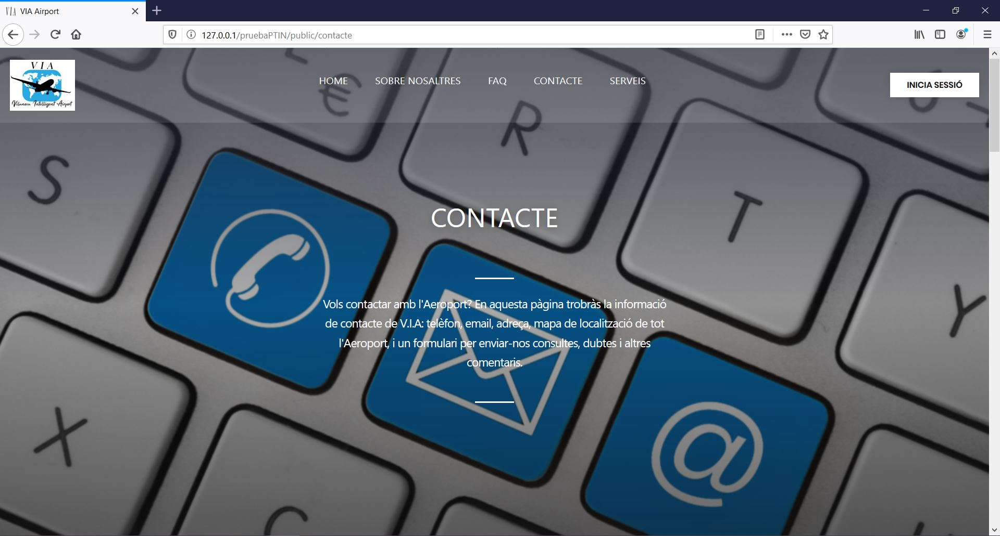 VIA Airport
127.0.0.1/pruebaPTIN/public/contacte
VIA
Vilanova Intelligent Airport
HOME
SOBRE NOSALTRES
FAQ
CONTACTE
SERVEIS
INICIA SESSIÓ
€
R
6
S
T
Y
X
C
@
CONTACTE
Vols contactar amb l'Aeroport? En aquesta pàgina trobràs la informació
de contacte de V.I.A: telèfon, email, adreça, mapa de localització de tot
l'Aeroport, i un formulari per enviar-nos consultes, dubtes i altres
comentaris.